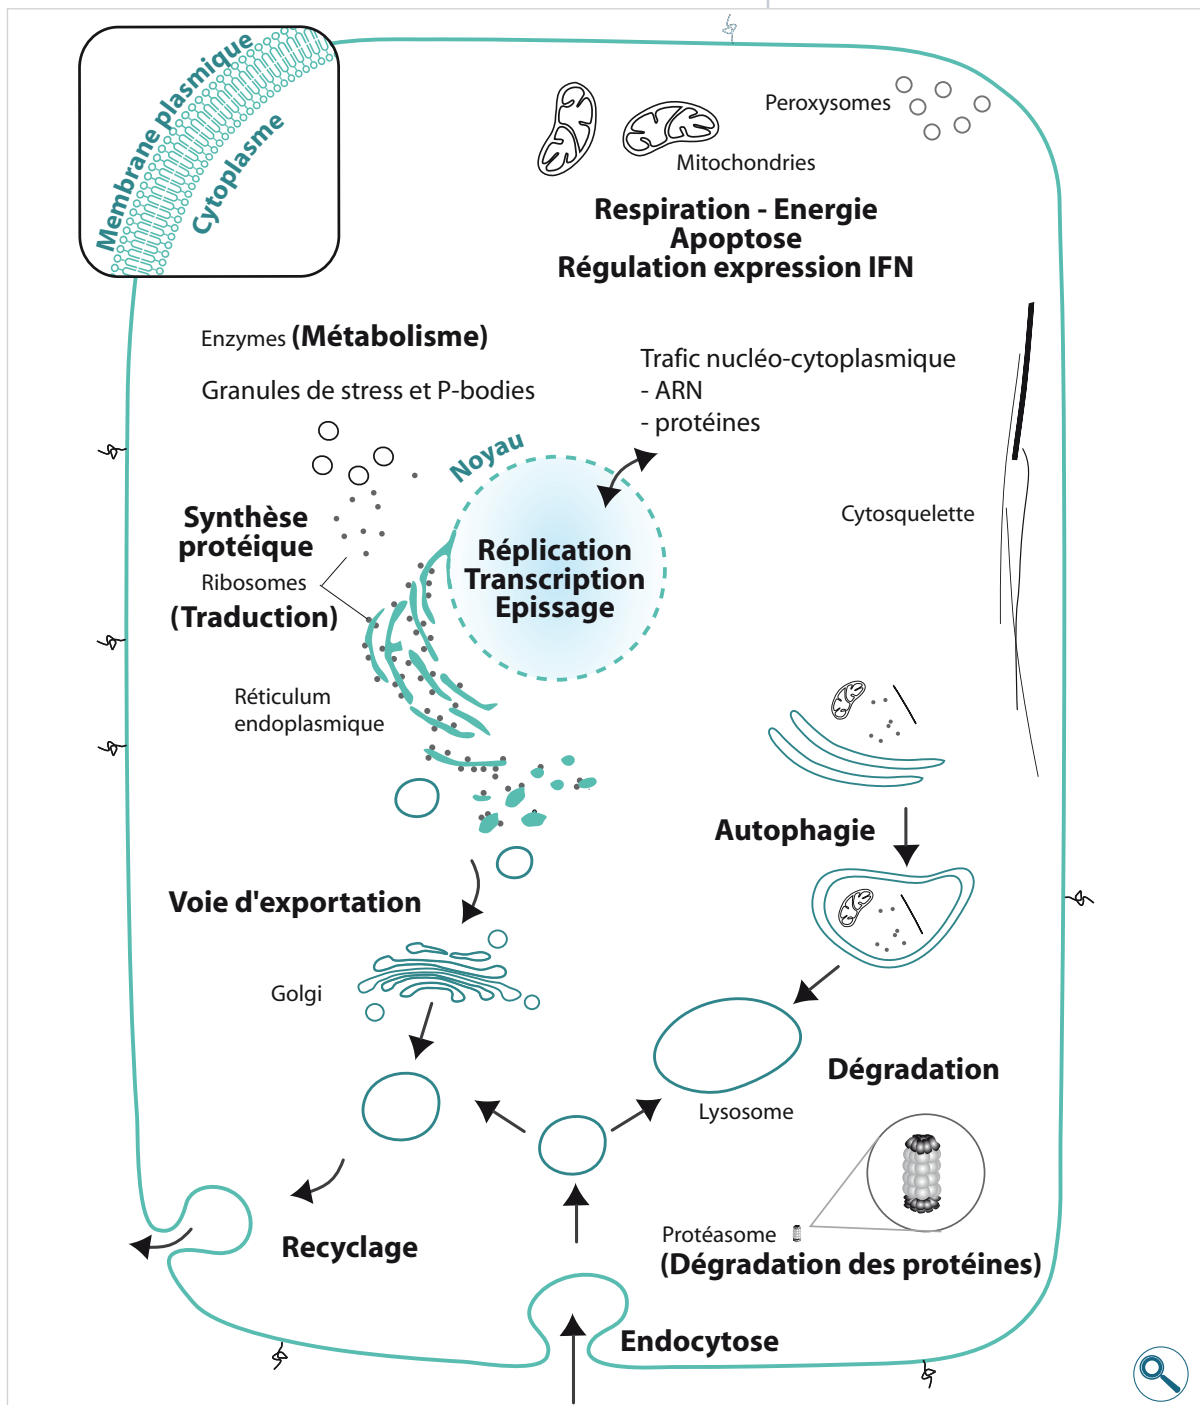 Membrane plasmique
Cytoplasme
Peroxysomes
Mitochondries
Respiration - Energie
Apoptose
Régulation expression IFN
Enzymes (Métabolisme)
Granules de stress et P-bodies
Trafic nucléo-cytoplasmique
- ARN
- protéines
Noyau
Cytosquelette
Synthèse
protéique
Ribosomes
(Traduction)
Réplication
Transcription
Epissage
Réticulum
endoplasmique
Autophagie
Voie d'exportation
Golgi
Dégradation
Lysosome
Protéasome
(Dégradation des protéines)
Recyclage
Endocytose